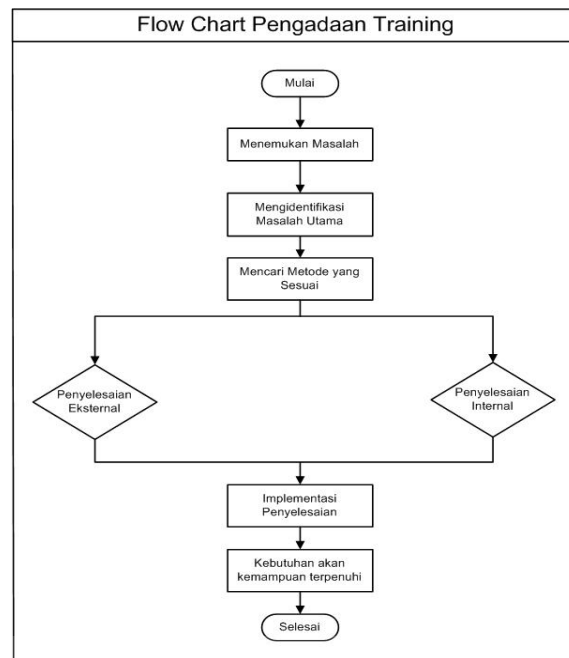 Flow Chart Pengadaan Training
Mulai
Menemukan Masalah
Mengidentifikasi
Masalah Utama
Mencari Metode yang
Sesuai
Penyelesaian
Eksternal
Penyelesaian
Internal
Implementasi
Penyelesaian
Kebutuhan akan
kemampuan terpenuhi
Selesai